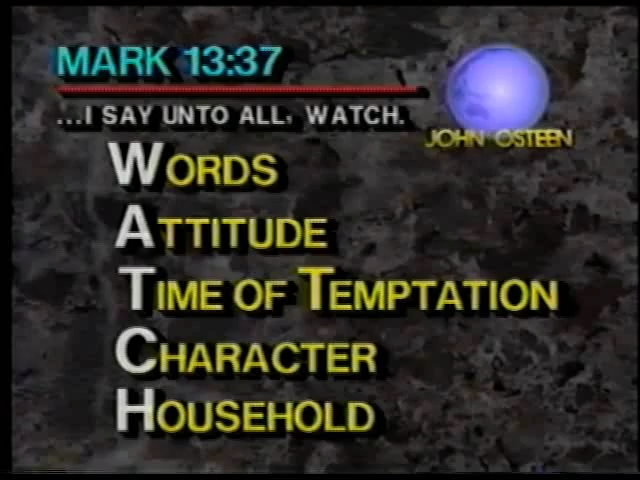 MARK 13:37
...I SAY UNTO ALL, WATCH.
JOHN OSTEEN
WORDS
ATTITUDE
TIME OF TEMPTATION
CHARACTER
HOUSEHOLD